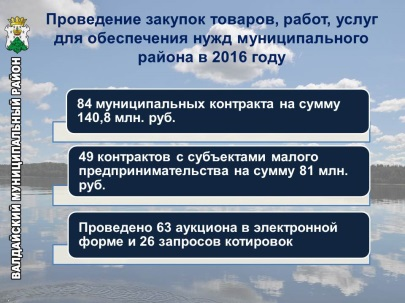 Проведение закупок товаров, работ, услуг
для обеспечения нужд муниципального
района в 2016 году
ВАЛДАЙСКИЙ МУНИЦИПАЛЬНЫЙ РАЙОН
84 муниципальных контракта на сумму
140,8 млн. руб.
49 контрактов с субъектами малого
предпринимательства на сумму 81 млн.
руб.
Проведено 63 аукциона в электронной
форме и 26 запросов котировок